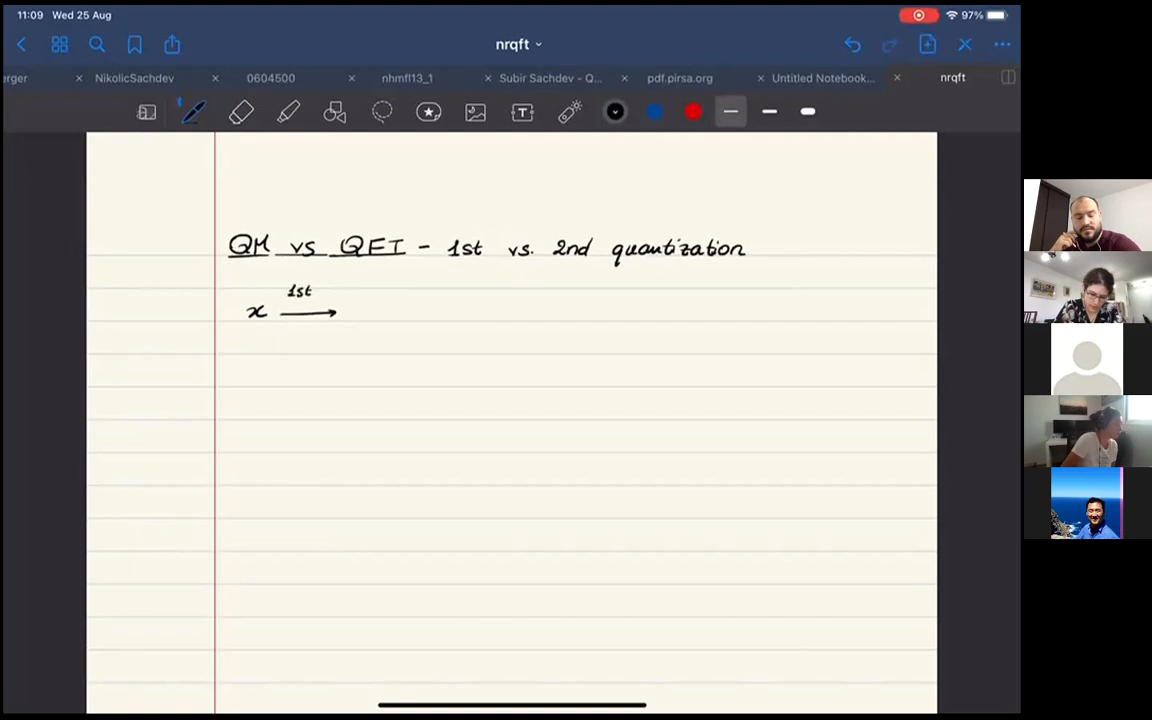 11:09 Wed 25 Aug
97%
nrqft
erger
NikolicSachdev
0604500
nhmfl13_1
Subir Sachdev - Q...
pdf.pirsa.org
Untitled Notebook...
nrqft
QM vs QFT - 1st vs. 2nd quantization
1st
x ⟶